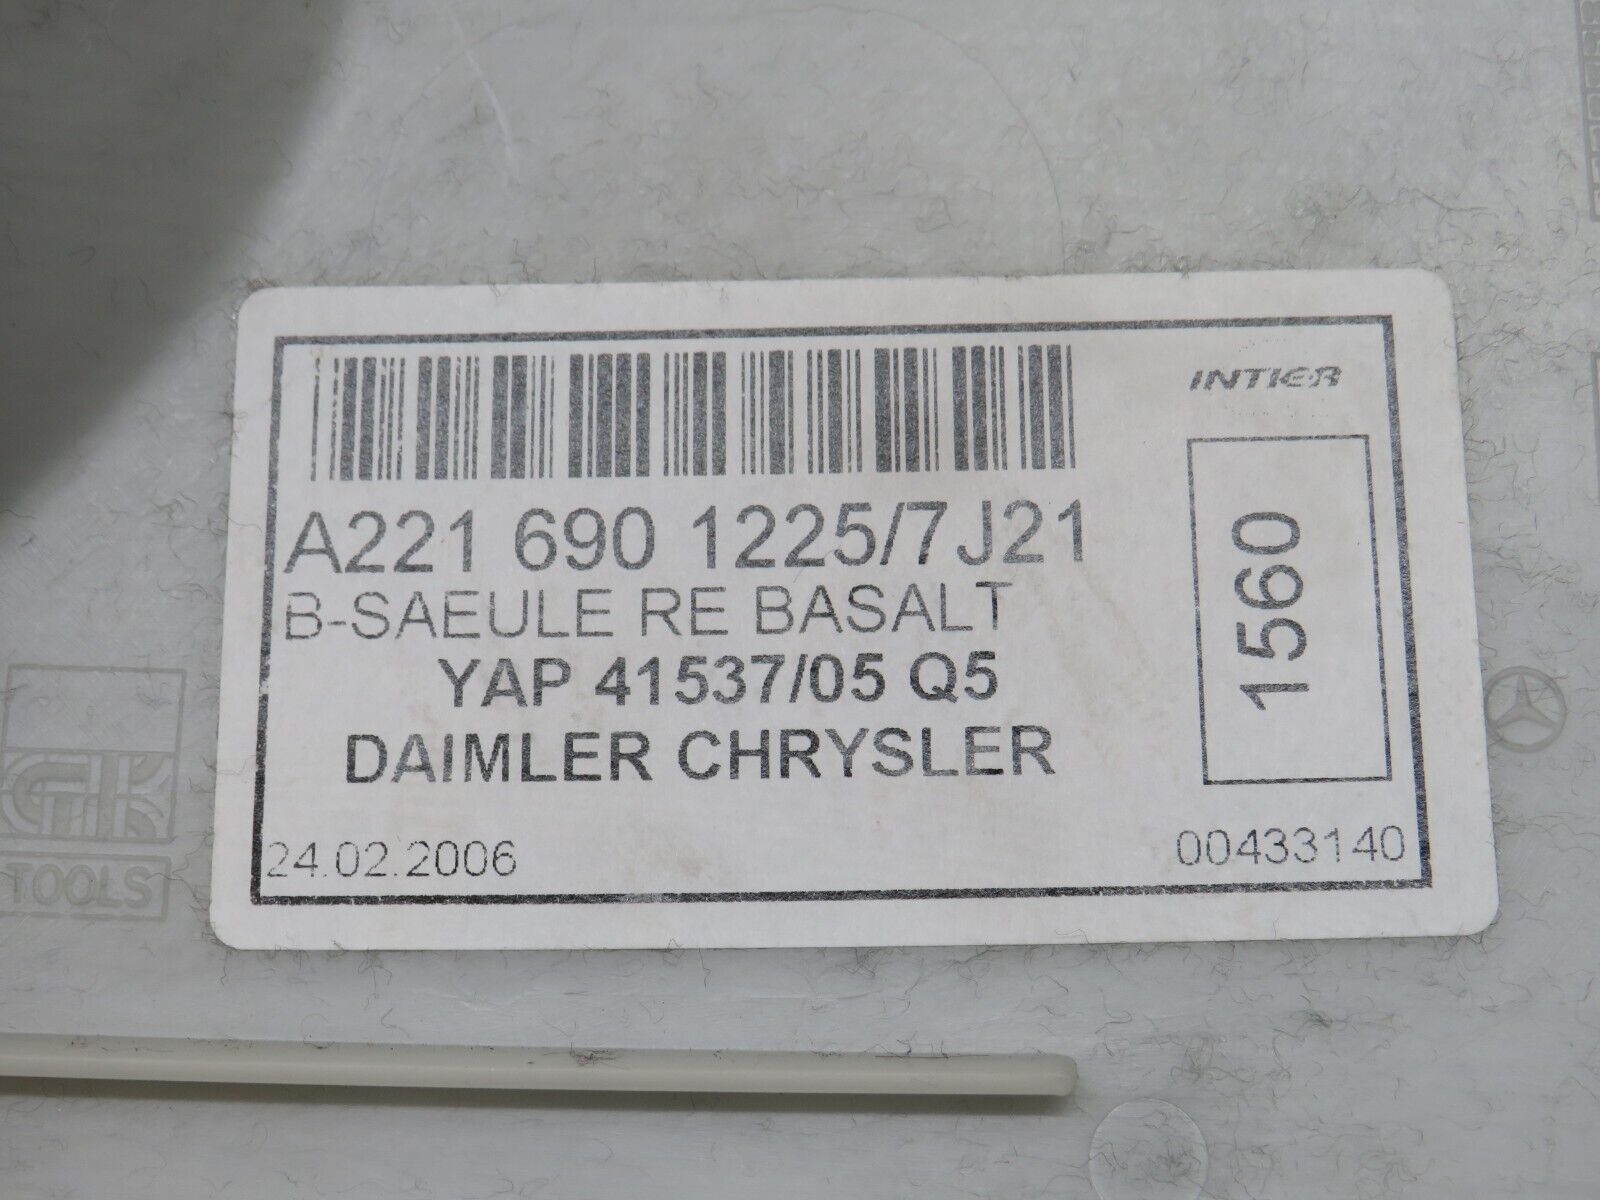 INTIER
A221 690 1225/7J21
B-SAEULE RE BASALT
YAP 41537/05 Q5
DAIMLER CHRYSLER
1560
24.02.2006
00433140
TOOLS